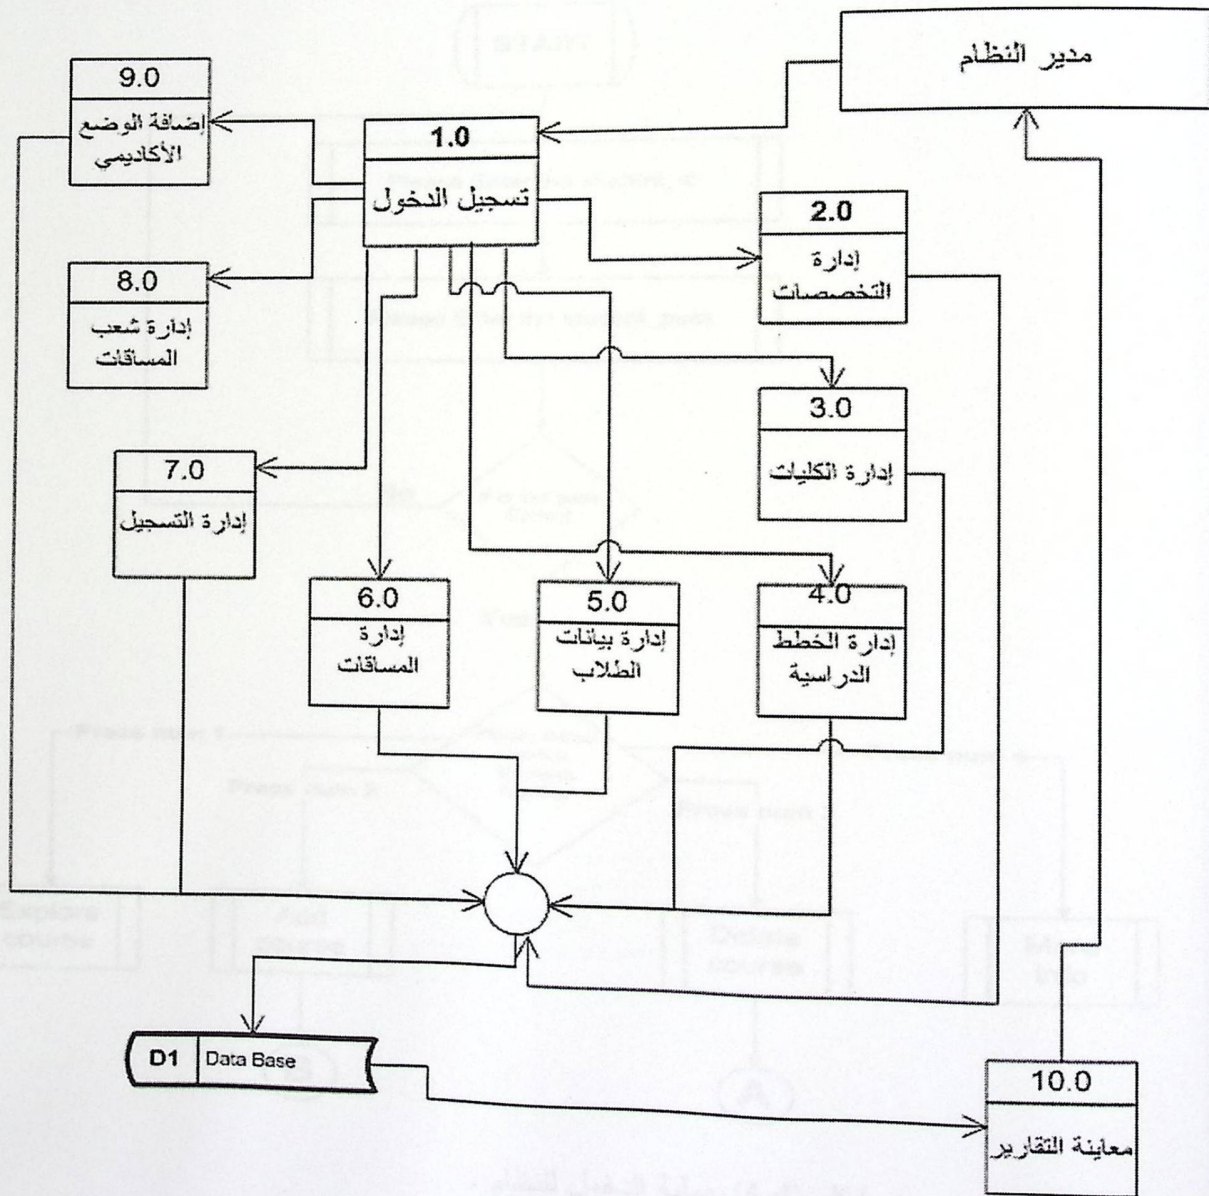 مدير النظام
9.0
إضافة الوضع
الأكاديمي
1.0
تسجيل الدخول
2.0
إدارة
التخصصات
8.0
إدارة شعب
المساقات
3.0
إدارة الكليات
7.0
إدارة التسجيل
6.0
إدارة
المساقات
5.0
إدارة بيانات
الطلاب
4.0
إدارة الخطط
الدراسية
D1 Data Base
10.0
معاينة التقارير